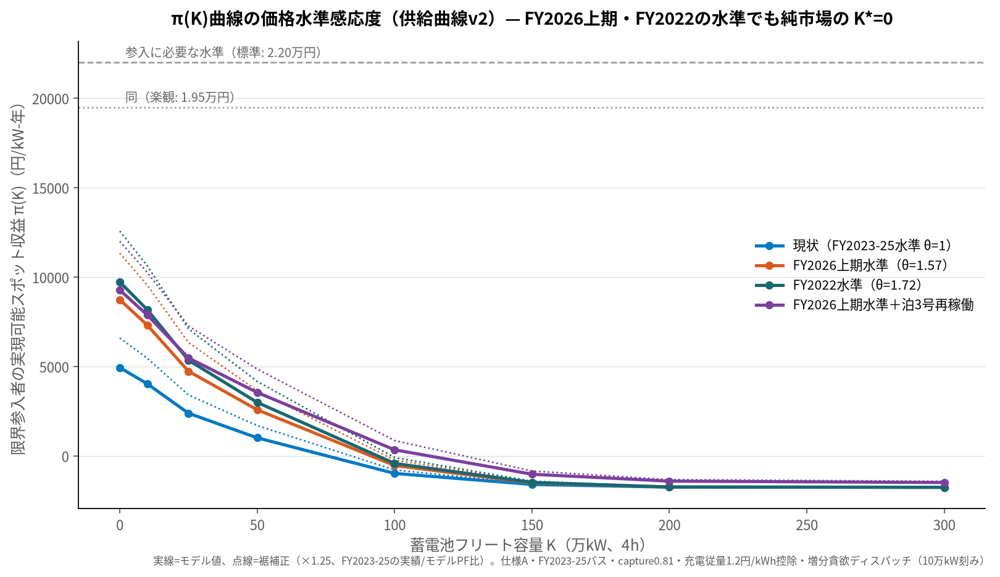 π(K)曲線の価格水準感応度（供給曲線v2）— FY2026上期・FY2022の水準でも純市場の K*=0
参入に必要な水準（標準: 2.20万円）
同（楽観: 1.95万円）
限界参入者の実現可能スポット収益 π(K)（円/kW-年）
20000
15000
10000
5000
0
現状（FY2023-25水準 θ=1）
FY2026上期水準（θ=1.57）
FY2022水準（θ=1.72）
FY2026上期水準＋泊3号再稼働
0 50 100 150 200 250 300
蓄電池フリート容量 K（万kW、4h）
実線=モデル値、点線=裾補正（×1.25、FY2023-25の実績/モデルPF比）。仕様A・FY2023-25パス・capture0.81・充電従量1.2円/kWh控除・増分貪欲ディスパッチ（10万kW刻み）